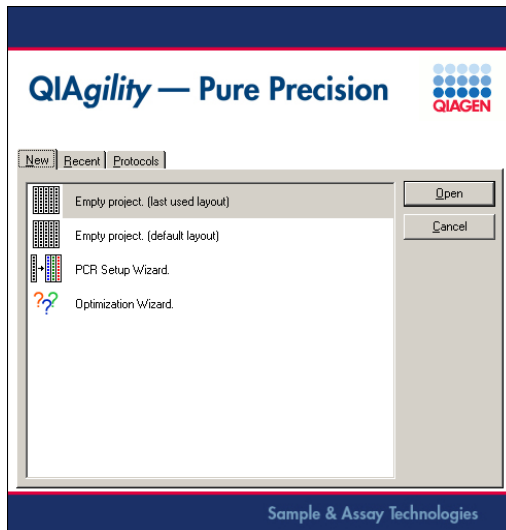 QIAgility — Pure Precision
QIAGEN
New Recent Protocols
Empty project. (last used layout)
Open
Empty project. (default layout)
Cancel
PCR Setup Wizard.
??? Optimization Wizard.
Sample & Assay Technologies